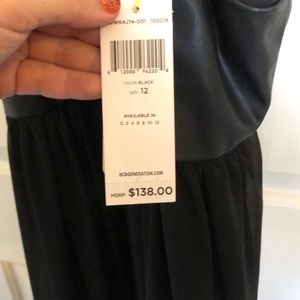 COLOR: BLACK
SIZE: 12
AVAILABLE IN
0 2 4 6 8 10 12
BCBGENERATION.COM
MSRP $138.00